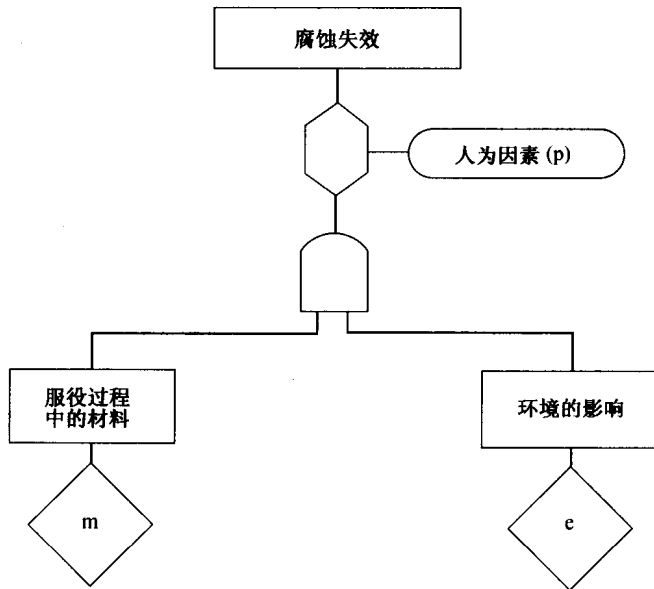 腐蚀失效
人为因素 (p)
服役过程
中的材料
环境的影响
m
e